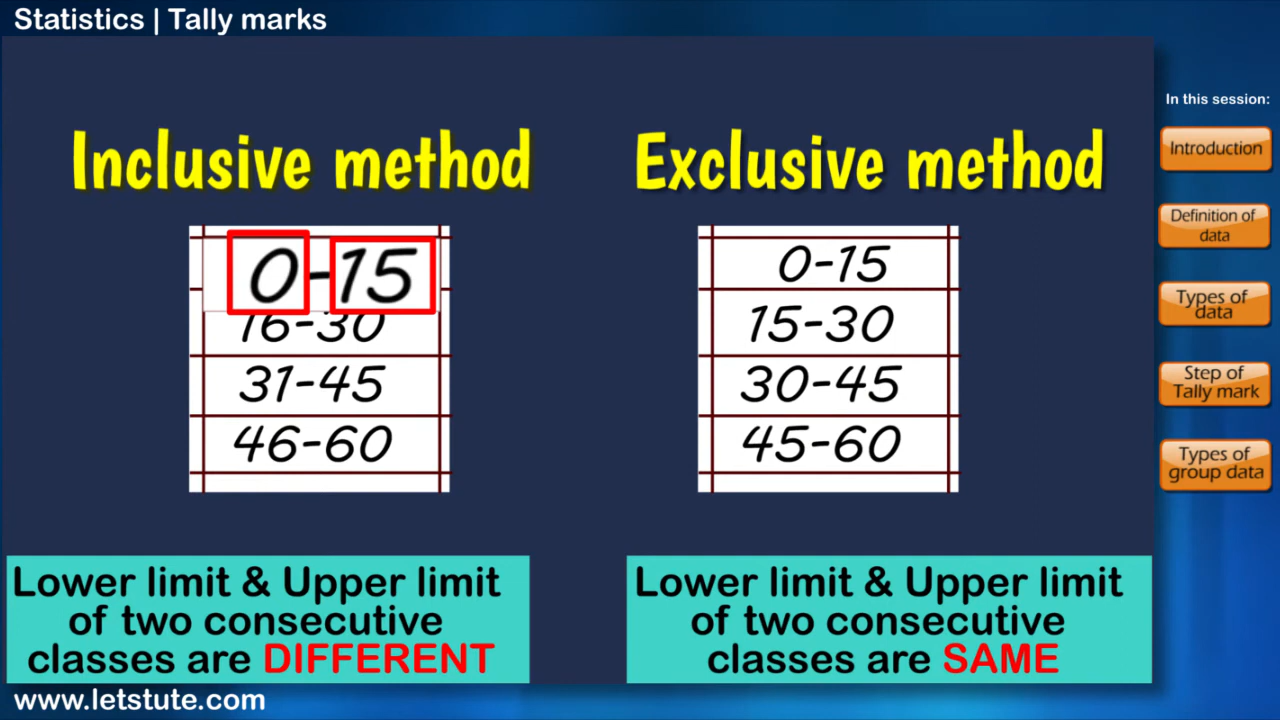 Statistics | Tally marks
In this session:
Inclusive method
Exclusive method
0-15
16-30
31-45
46-60
0-15
15-30
30-45
45-60
Lower limit & Upper limit
of two consecutive
classes are DIFFERENT
Lower limit & Upper limit
of two consecutive
classes are SAME
Introduction
Definition of
data
Types of
data
Step of
Tally mark
Types of
group data
www.letstute.com